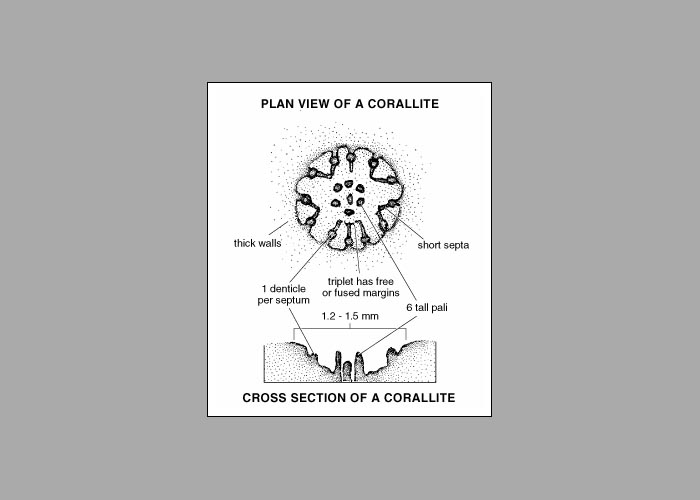 PLAN VIEW OF A CORALLITE
thick walls
short septa
triplet has free
or fused margins
1 denticle
per septum
6 tall pali
1.2 - 1.5 mm
CROSS SECTION OF A CORALLITE